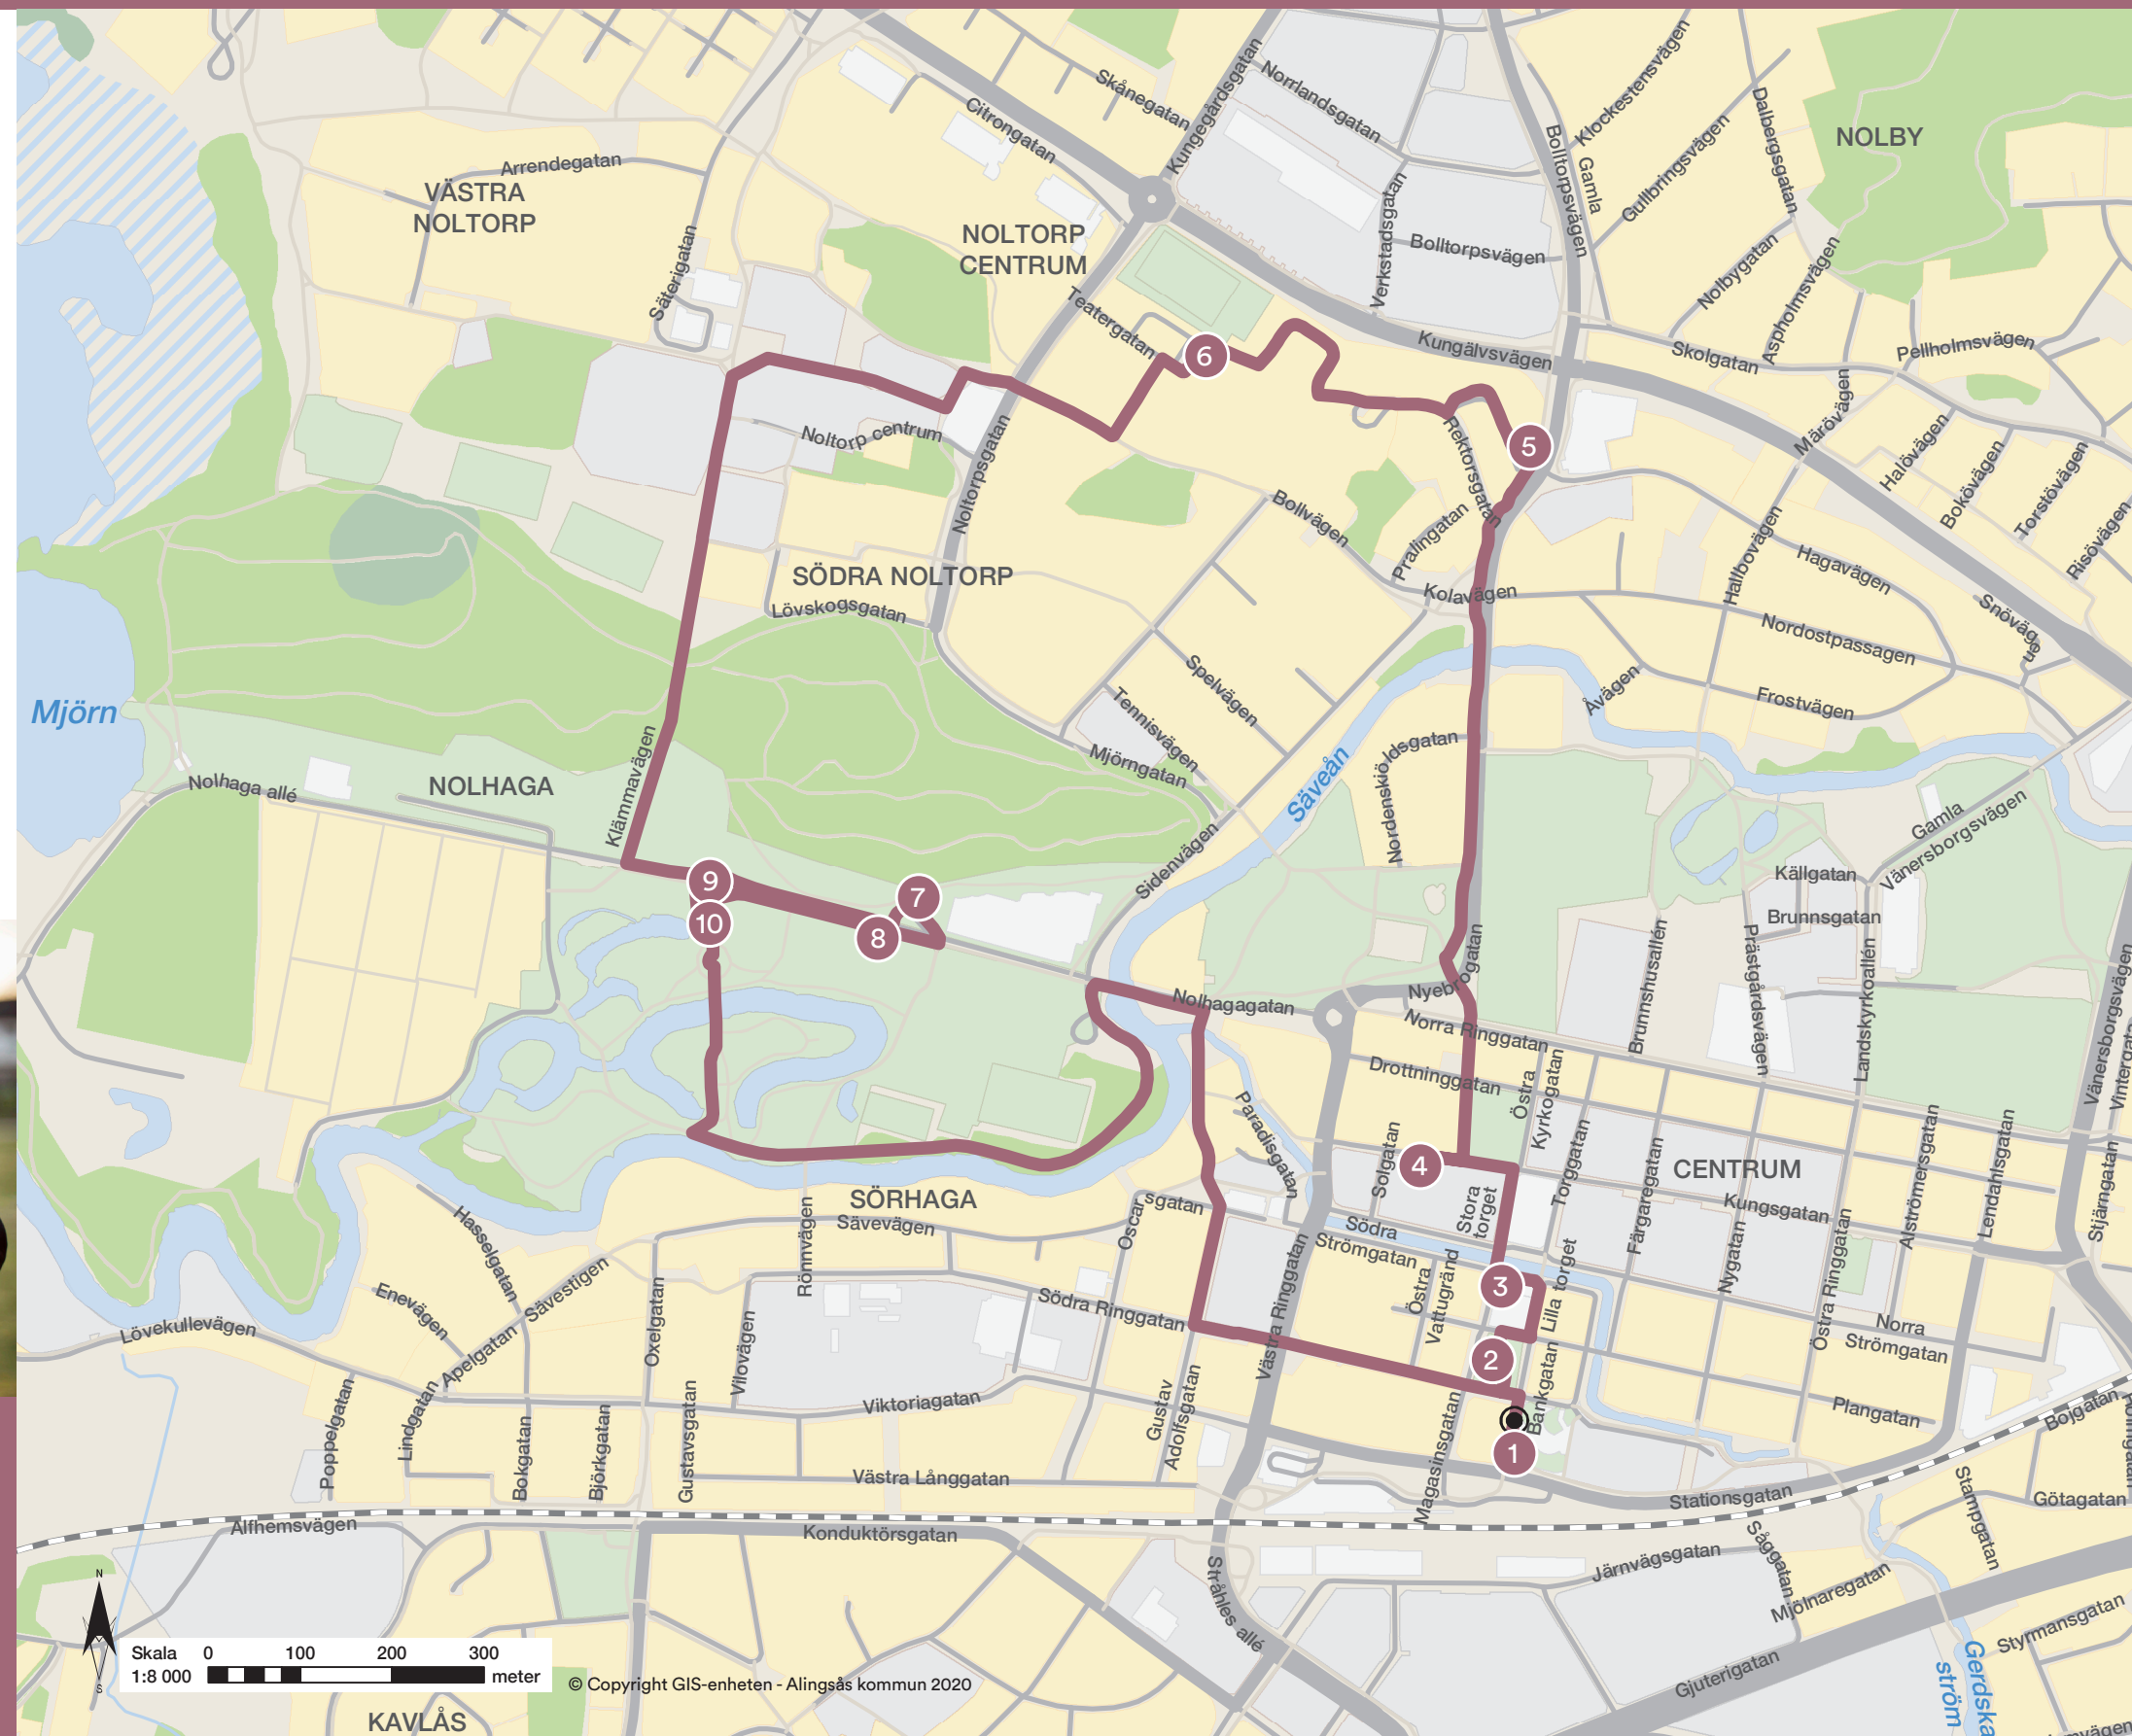 Skånegatan
Kungegårdsgatan
Norrlandsgatan
Citrongatan
Klockestensvägen
Dalbergsgatan
NOLBY
Bolltorpsvägen
Gamla
Gullbringsvägen
Arrendegatan
VÄSTRA
NOLTORP
NOLTORP
CENTRUM
Verkstadsgatan
Bolltorpsvägen
Nolbygatan
Aspholmsvägen
Säterigatan
Teatergatan
6
Kungälvsvägen
Skolgatan
Pellholmsvägen
Märövägen
Noltorp centrum
Noltorpsgatan
Rektorsgatan
5
Halövägen
Bokövägen
Torstövägen
Risövägen
Bollvägen
Pralingatan
Hallbovägen
Hagavägen
SÖDRA NOLTORP
Lövskogsgatan
Kolavägen
Snöväg
en
Nordostpassagen
Spelvägen
Tennisvägen
Åvägen
Frostvägen
Mjörn
Klämmavägen
Mjörngatan
Säveån
Nordenskiöldsgatan
NOLHAGA
Nolhaga allé
Sidenvägen
Gamla
Vänersborgsvägen
Källgatan
Brunnsgatan
9
10
7
8
Nyebrogatan
Nolhagagatan
Norra Ringgatan
Brunnhusallén
Prästgårdsvägen
Landskyrkoallén
Vänersborgsvägen
Drottninggatan
Östra
Kyrkogatan
Paradisgatan
Solgatan
4
Stora
torget
Torggatan
Färgaregatan
CENTRUM
Kungsgatan
Alströmersgatan
Lendahlsgatan
Stjärngatan
SÖRHAGA
Sävevägen
Rönnvägen
Oscar
sgatan
Södra
Strömgatan
Östra
Vattugränd
3
Lilla torget
Nygatan
Östra Ringgatan
Norra
Strömgatan
Hasselgatan
Enevägen
Sävestigen
Apelgatan
Lövekullevägen
Oxelgatan
Vilovägen
Södra Ringgatan
Västra Ringgatan
2
Bankgatan
Plangatan
Poppelgatan
Lindgatan
Bokgatan
Björkgatan
Gustavsgatan
Viktoriagatan
Gustav
Adolfsgatan
Magasinsgatan
1
Bojgatan
Västra Långgatan
Stationsgatan
Stampgatan
Götagatan
Alfhemsvägen
Konduktörsgatan
Stråhles allé
Järnvägsgatan
Såggatan
Mjölnaregatan
Styrmansgatan
Gjuterigatan
Gerdska
ström
N
S
Skala 0 100 200 300
1:8 000 meter
© Copyright GIS-enheten - Alingsås kommun 2020
KAVLÅS